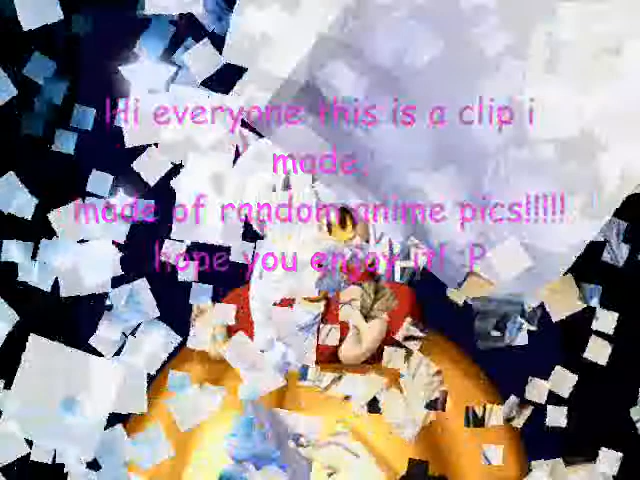 Hi everyone this is a clip i
made.
made of random anime pics!!!!!
hope you enjoy it! :P